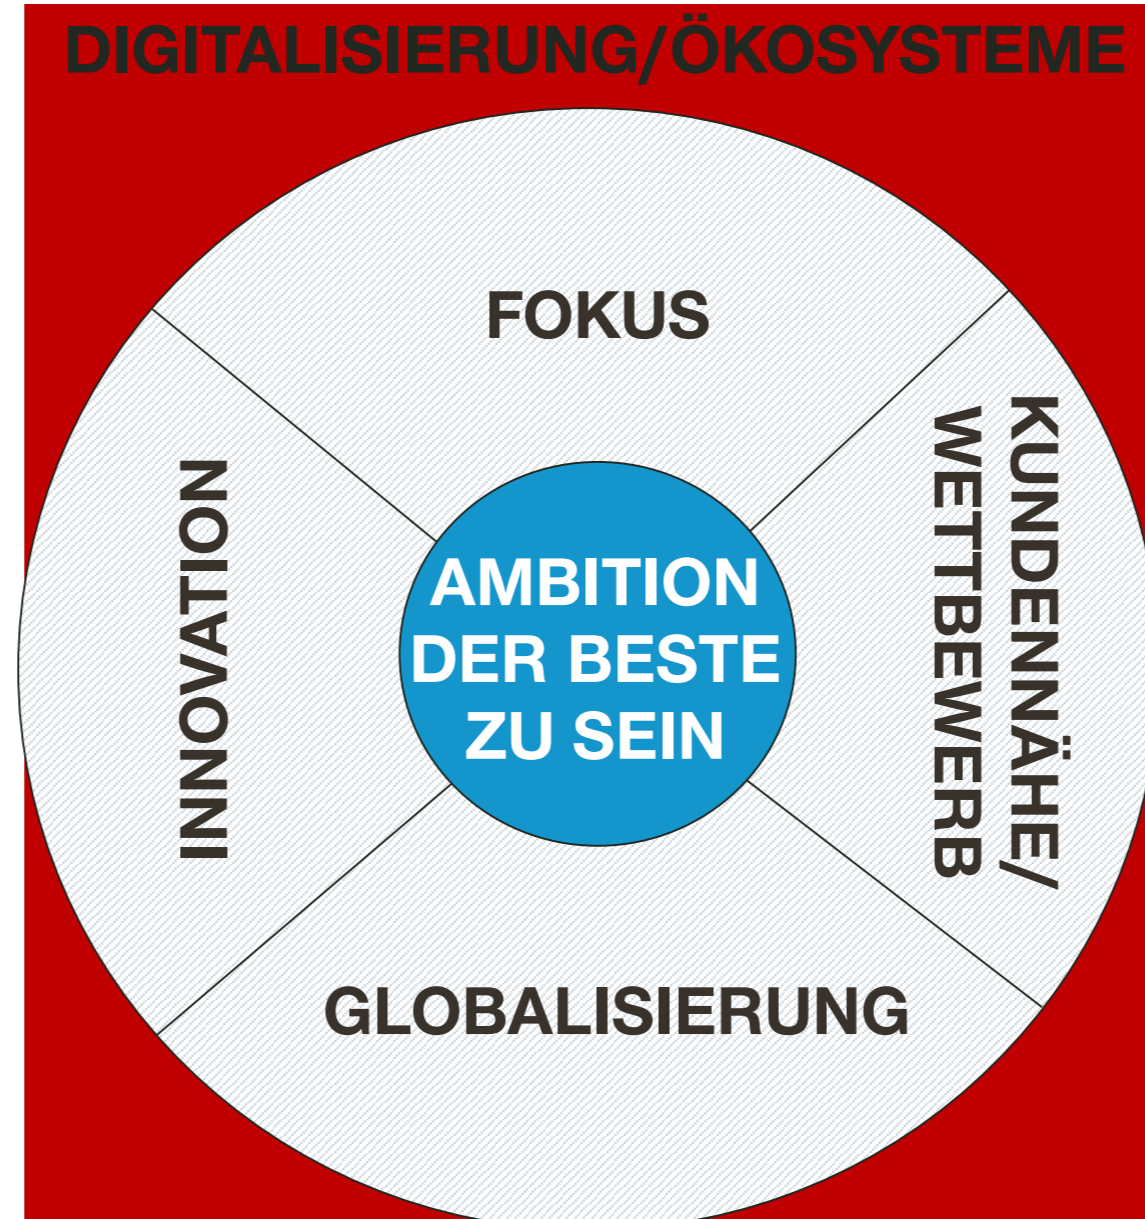 DIGITALISIERUNG/ÖKOSYSTEME
FOKUS
INNOVATION
AMBITION
DER BESTE
ZU SEIN
KUNDENNÄHE/
WETTBEWERB
GLOBALISIERUNG